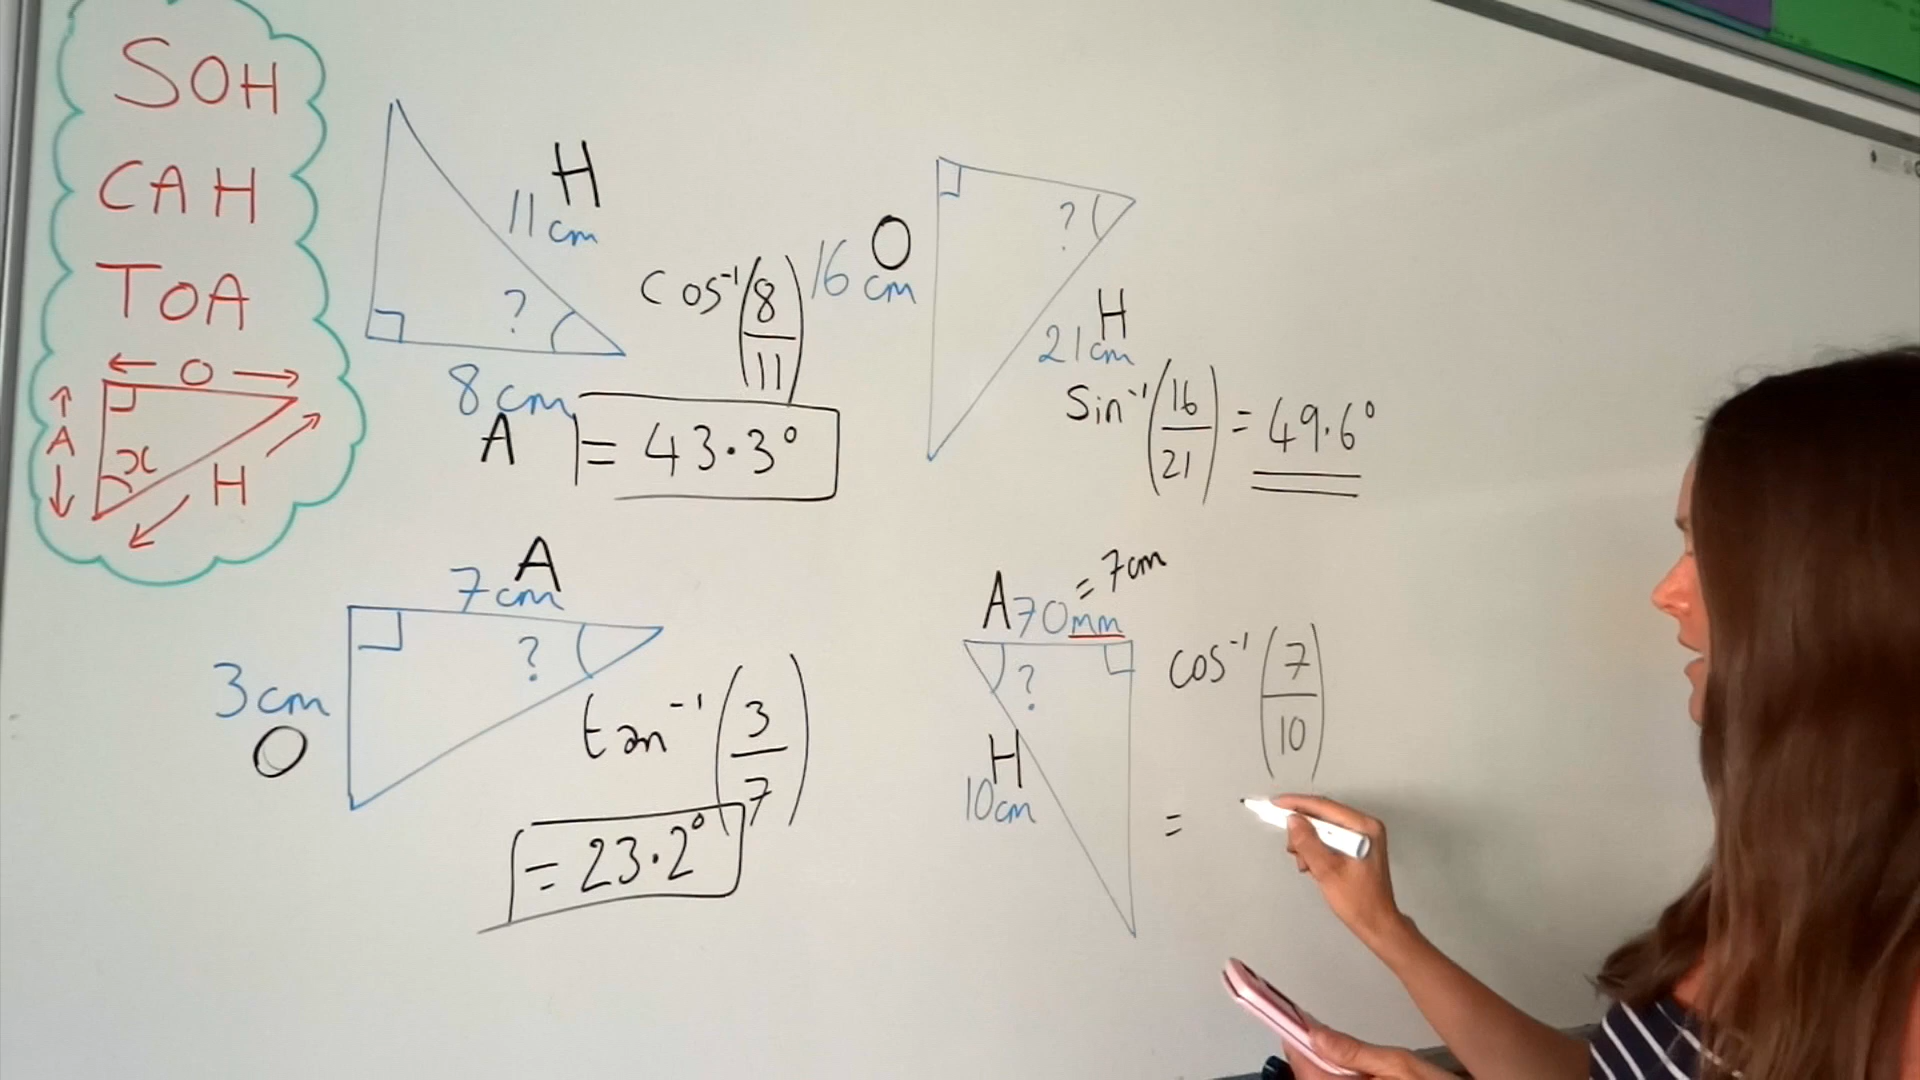 SOH
CAH
TOA
O
A
x
H
H
11cm
?
8cm
A
cos⁻¹(8/11)
= 43.3°
O
16cm
?
H
21cm
sin⁻¹(16/21) = 49.6°
A
7cm
3cm
O
?
tan⁻¹(3/7)
= 23.2°
A 70mm = 7cm
?
H
10cm
cos⁻¹(7/10)
=